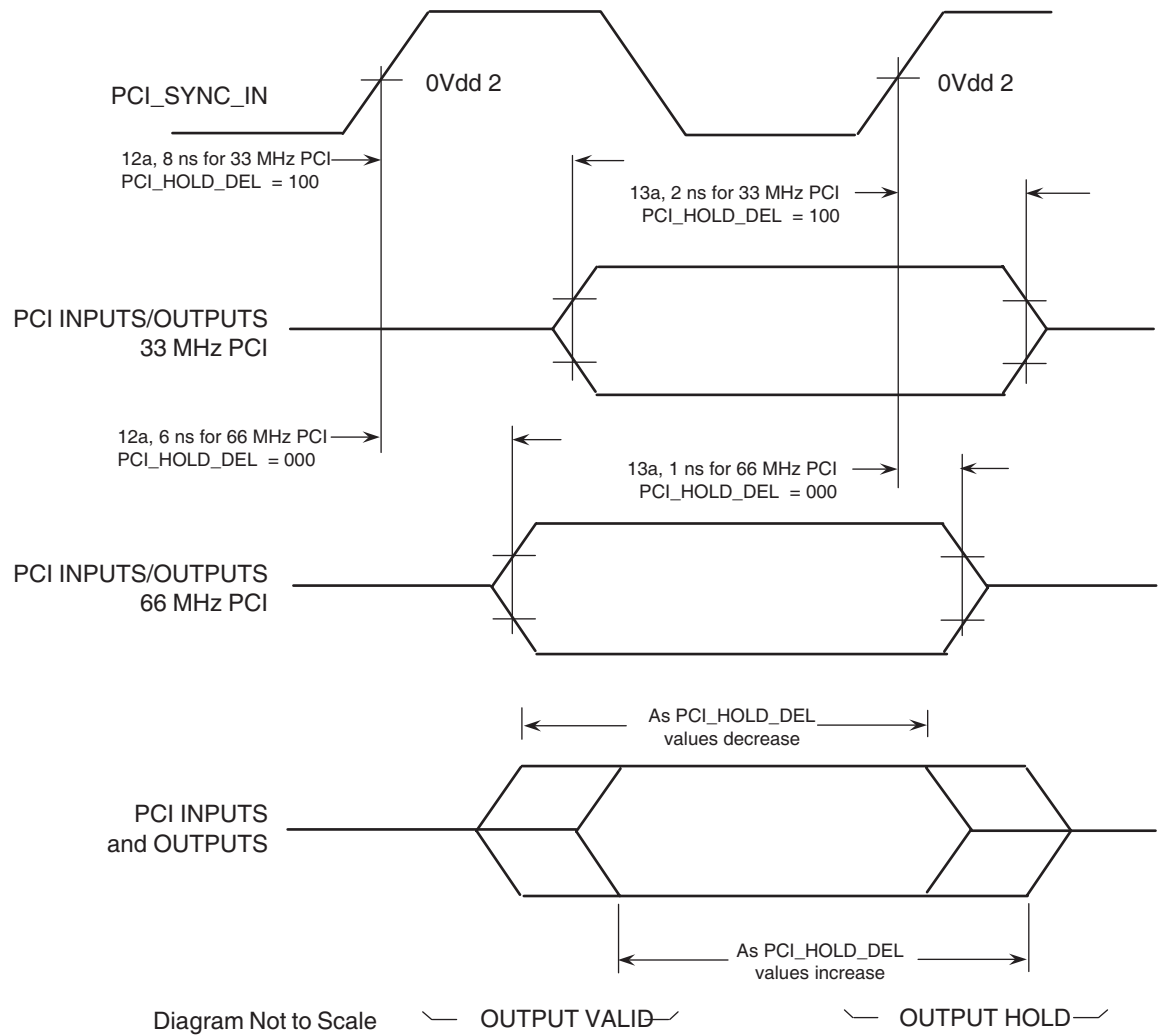 PCI_SYNC_IN
0Vdd 2
0Vdd 2
12a, 8 ns for 33 MHz PCI
PCI_HOLD_DEL = 100
13a, 2 ns for 33 MHz PCI
PCI_HOLD_DEL = 100
PCI INPUTS/OUTPUTS
33 MHz PCI
12a, 6 ns for 66 MHz PCI
PCI_HOLD_DEL = 000
13a, 1 ns for 66 MHz PCI
PCI_HOLD_DEL = 000
PCI INPUTS/OUTPUTS
66 MHz PCI
As PCI_HOLD_DEL
values decrease
PCI INPUTS
and OUTPUTS
As PCI_HOLD_DEL
values increase
Diagram Not to Scale
OUTPUT VALID
OUTPUT HOLD